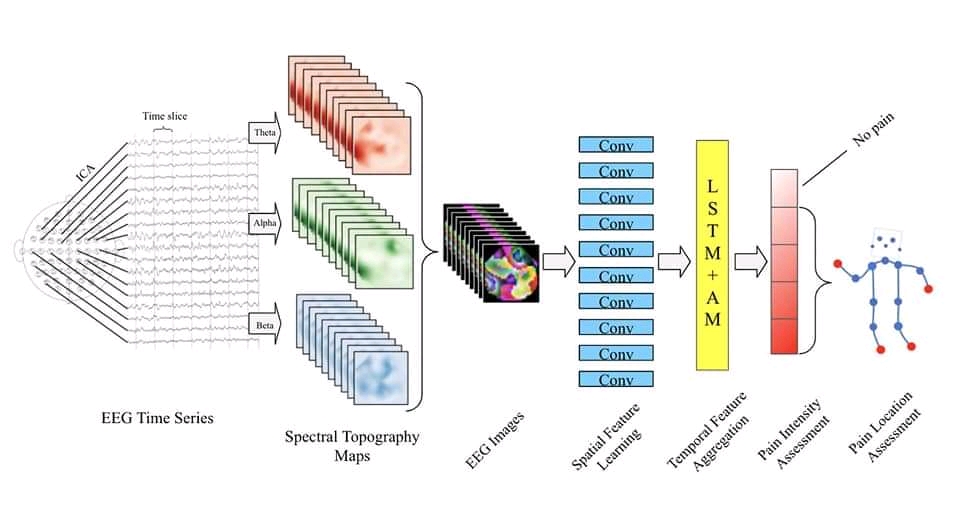 Time slice
ICA
Theta
Alpha
Beta
EEG Time Series
Spectral Topography
Maps
EEG Images
Conv
Conv
Conv
Conv
Conv
Conv
Conv
Conv
Conv
Conv
Spatial Feature
Learning
L
S
T
M
+
A
M
Temporal Feature
Aggregation
No pain
Pain Intensity
Assessment
Pain Location
Assessment